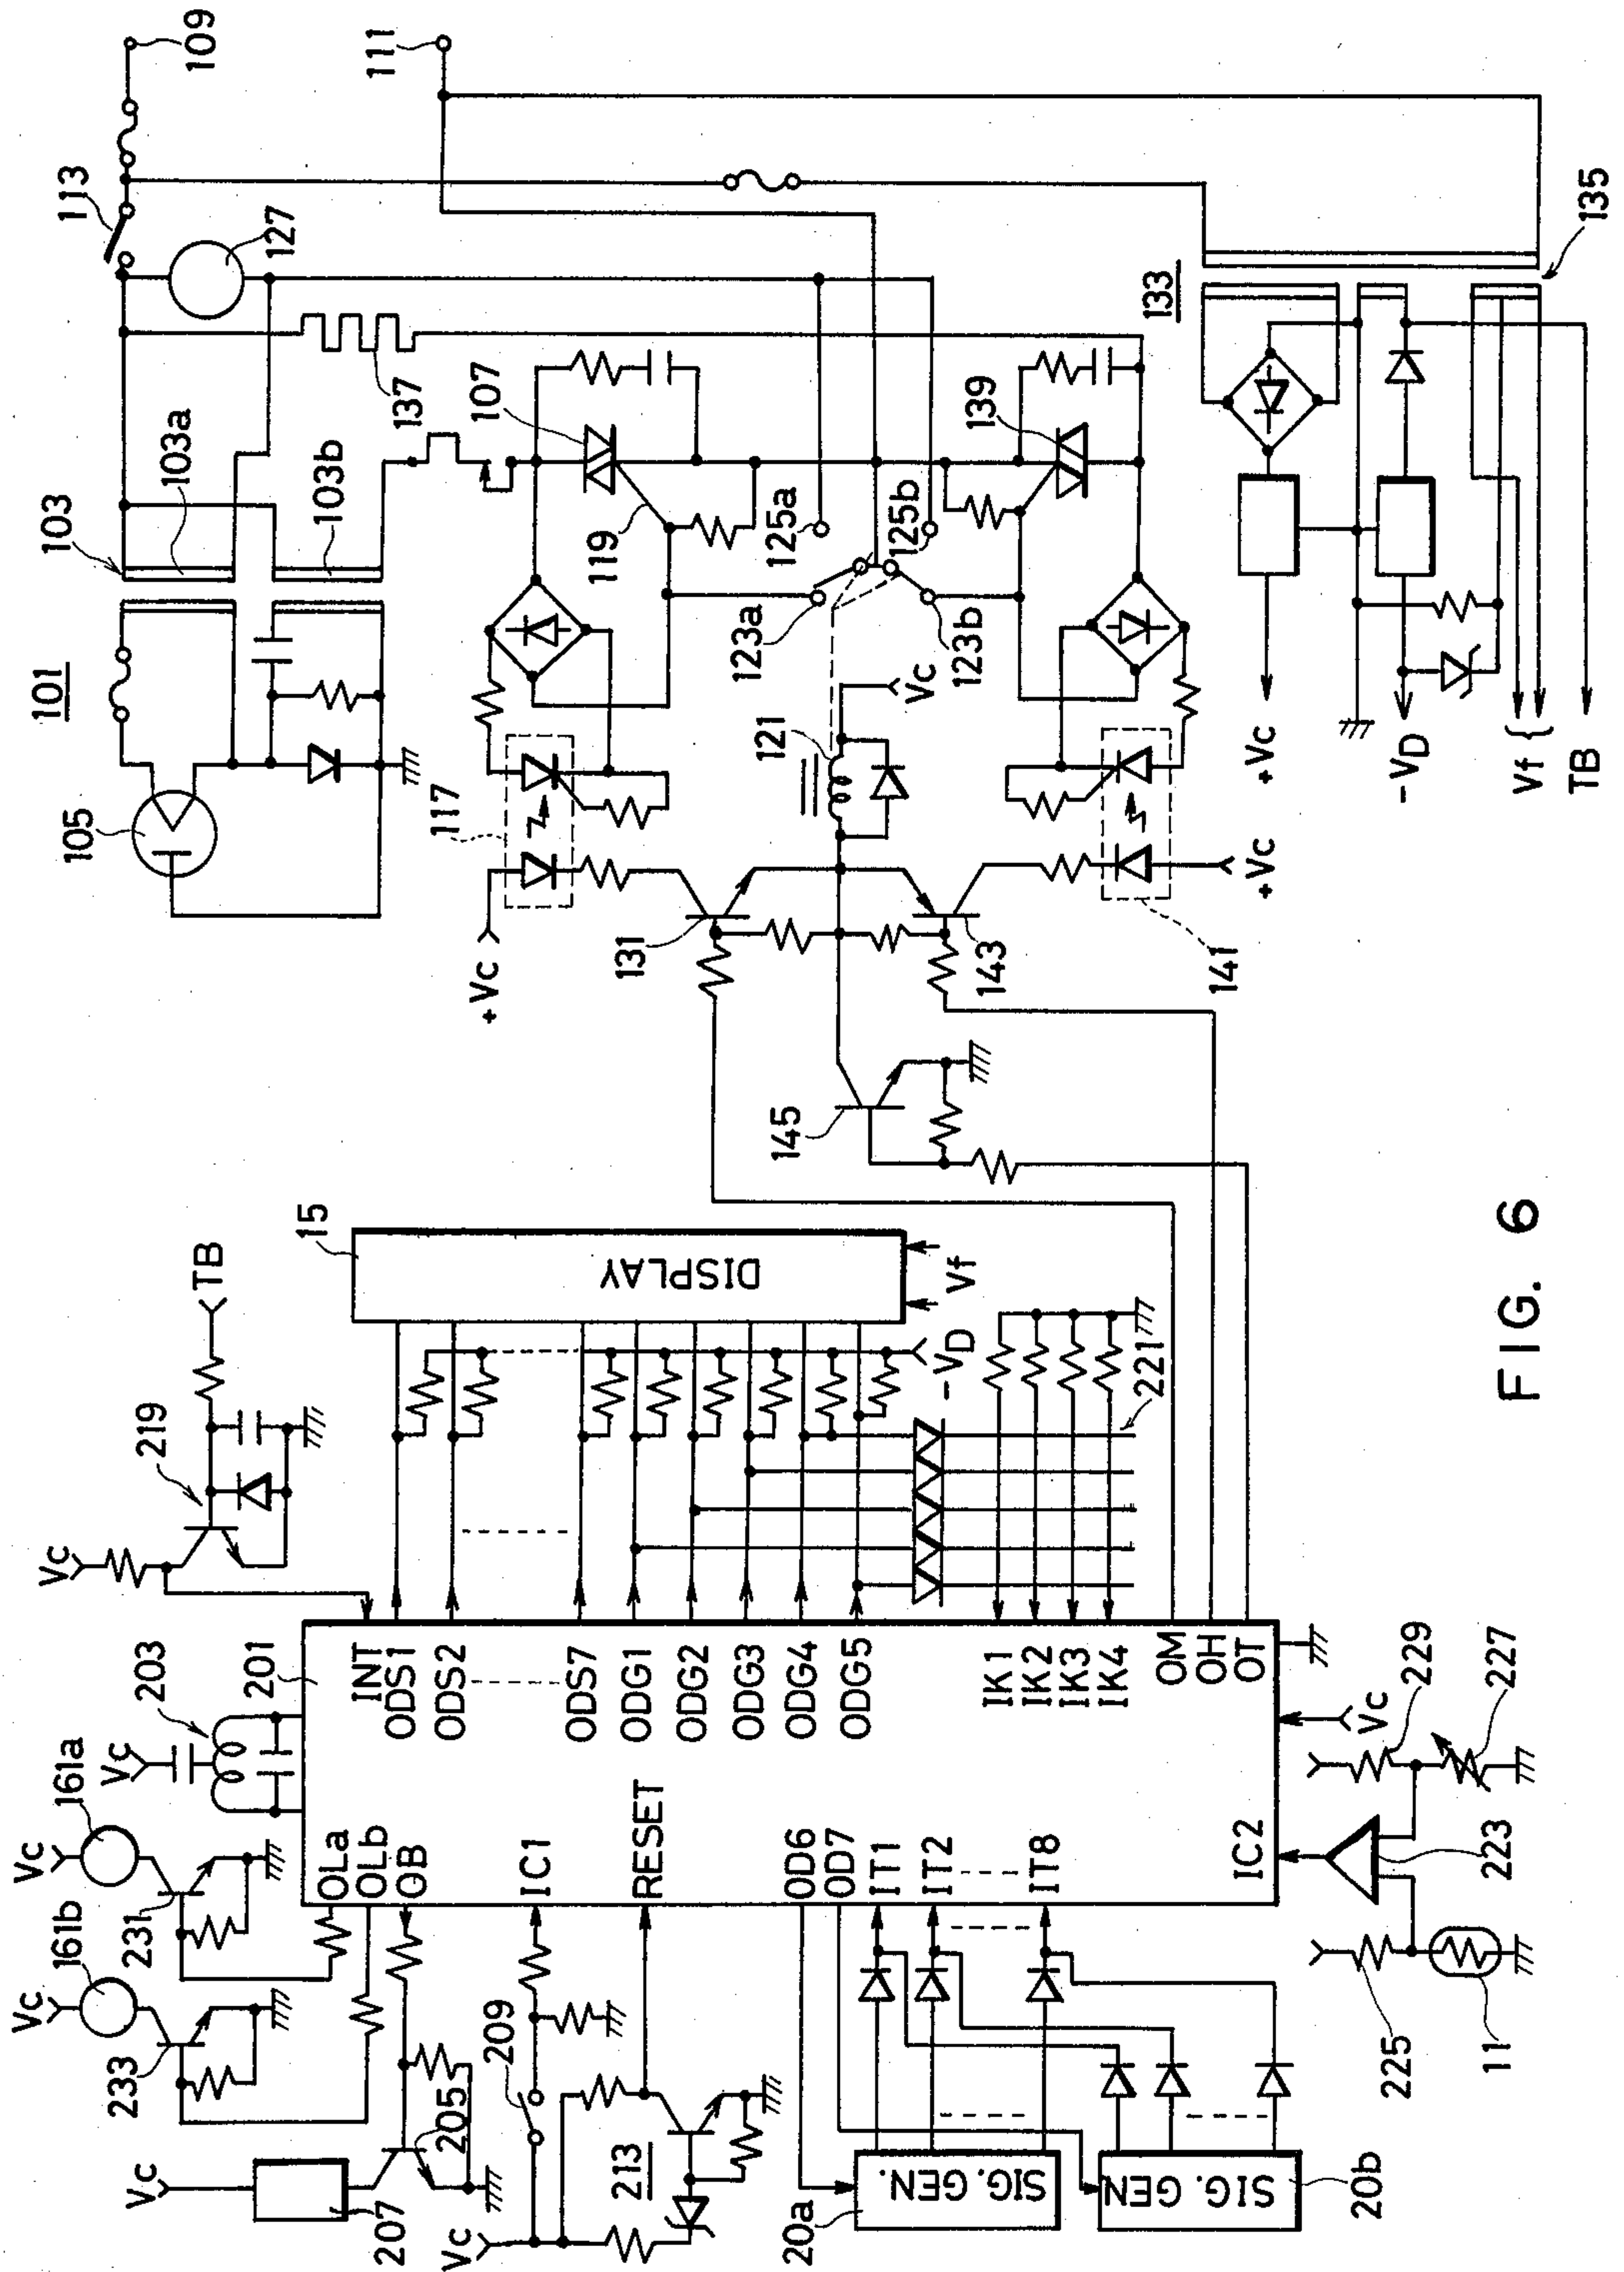 109
111
113
127
135
133
103
103a
103b
137
107
139
119
125a
125b
101
123a
123b
105
117
121
Vc
+Vc
-VD
Vf {
TB
+Vc
131
143
141
+Vc
145
15
DISPLAY
Vf
TB
219
Vc
-VD
221
203
201
Vc
161a
Vc
161b
Vc
231
233
INT
ODS1
ODS2
ODS7
ODG1
ODG2
ODG3
ODG4
ODG5
IK1
IK2
IK3
IK4
OM
OH
OT
OLa
OLb
OB
IC1
RESET
OD6
OD7
IT1
IT2
IT8
IC2
Vc
229
227
223
225
11
205
207
Vc
209
213
Vc
20a
SIG. GEN.
20b
SIG. GEN
FIG. 6